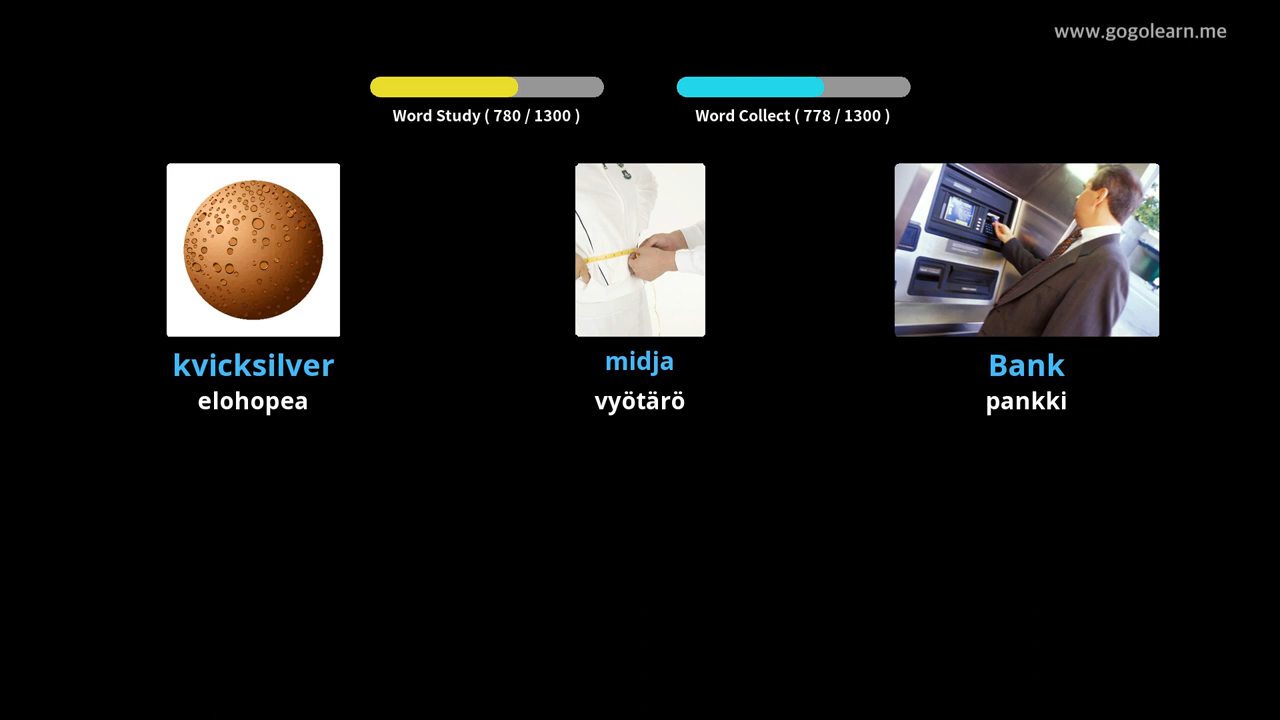 www.gogolearn.me
Word Study ( 780 / 1300 )
Word Collect ( 778 / 1300 )
kvicksilver
elohopea
midja
vyötärö
Bank
pankki